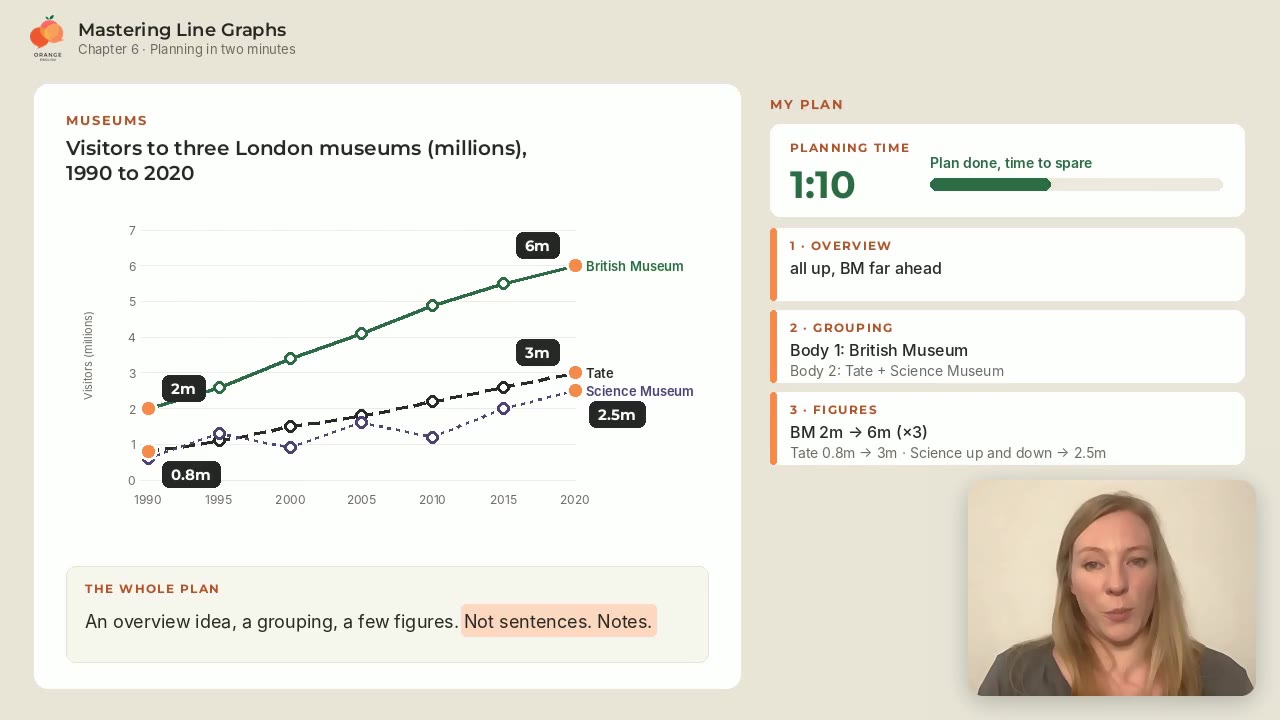 ORANGE
ENGLISH
Mastering Line Graphs
Chapter 6 · Planning in two minutes
MUSEUMS
Visitors to three London museums (millions),
1990 to 2020
Visitors (millions)
7
6
5
4
3
2
1
0
1990
1995
2000
2005
2010
2015
2020
2m
0.8m
6m
3m
2.5m
British Museum
Tate
Science Museum
THE WHOLE PLAN
An overview idea, a grouping, a few figures. Not sentences. Notes.
MY PLAN
PLANNING TIME
1:10
Plan done, time to spare
1 · OVERVIEW
all up, BM far ahead
2 · GROUPING
Body 1: British Museum
Body 2: Tate + Science Museum
3 · FIGURES
BM 2m → 6m (×3)
Tate 0.8m → 3m · Science up and down → 2.5m